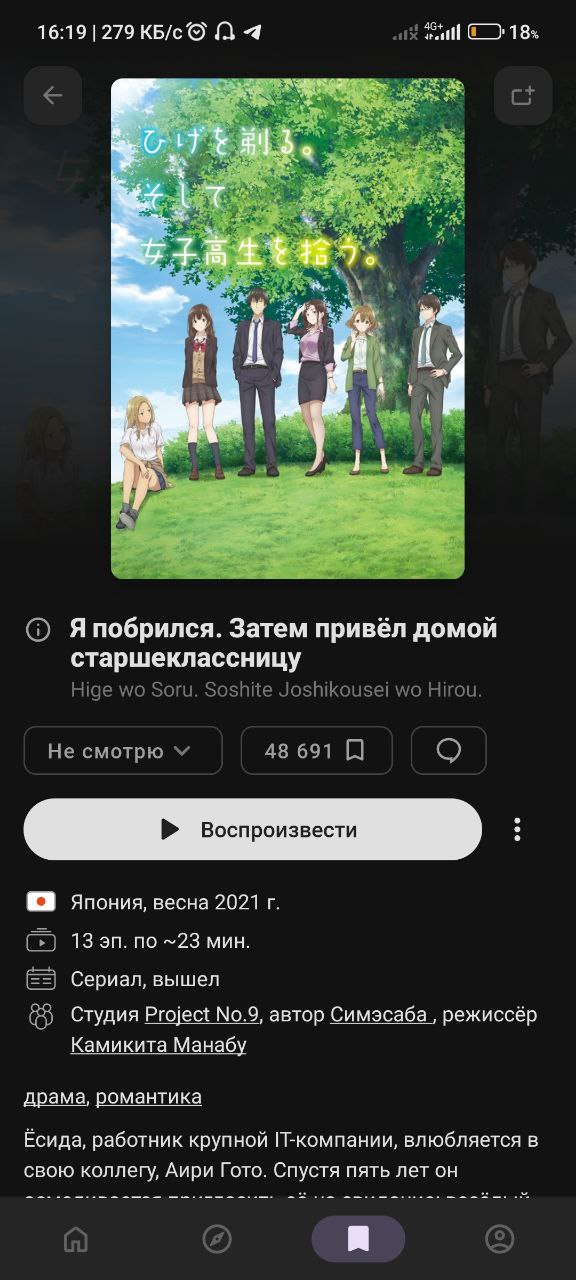 16:19 | 279 КБ/с 4G+ 18%
ひげを剃る。
そして
女子高生を拾う。
Я побрился. Затем привёл домой
старшеклассницу
Hige wo Soru. Soshite Joshikousei wo Hirou.
Не смотрю 48 691
Воспроизвести
Япония, весна 2021 г.
13 эп. по ~23 мин.
Сериал, вышел
Студия Project No.9, автор Симэсаба , режиссёр
Камикита Манабу
драма, романтика
Ёсида, работник крупной IT-компании, влюбляется в
свою коллегу, Аири Гото. Спустя пять лет он